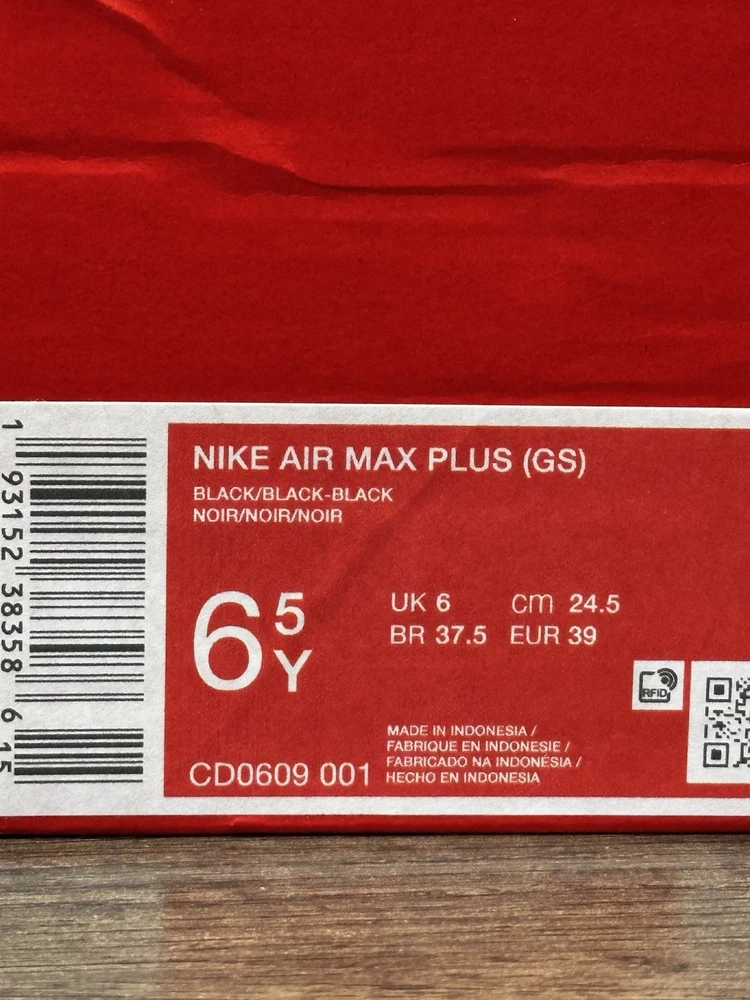 1 93152 38358 6 15
NIKE AIR MAX PLUS (GS)
BLACK/BLACK-BLACK
NOIR/NOIR/NOIR
6 5 Y
UK 6 cm 24.5
BR 37.5 EUR 39
RFID
CD0609 001
MADE IN INDONESIA /
FABRIQUE EN INDONESIE /
FABRICADO NA INDONÉSIA /
HECHO EN INDONESIA